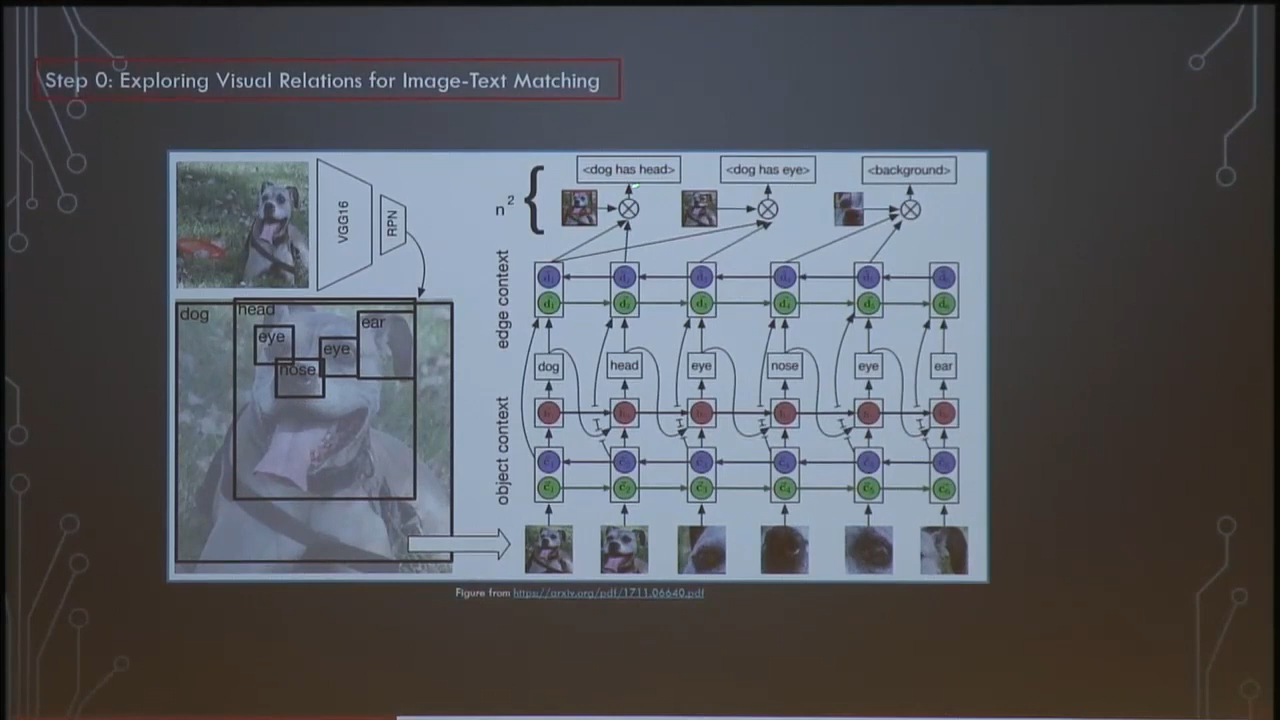 Step 0: Exploring Visual Relations for Image-Text Matching
VGG16
RPN
dog
head
eye
eye
ear
nose
n²
<dog has head>
<dog has eye>
<background>
edge context
dog
head
eye
nose
eye
ear
object context
Figure from https://arxiv.org/pdf/1711.06640.pdf